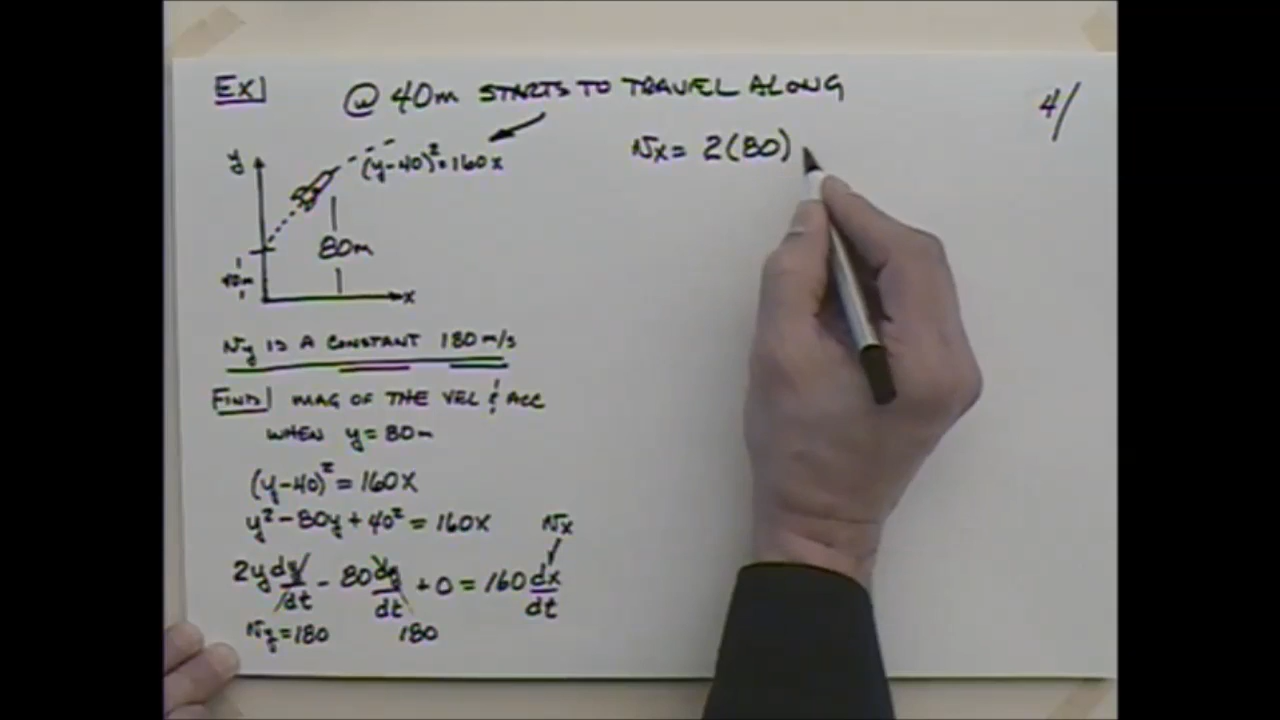 EX
@ 40m STARTS TO TRAVEL ALONG
4/
y
(y-40)² = 160x
80m
40m
x
Vx = 2(80)
Vy IS A CONSTANT 180 m/s
FIND MAG OF THE VEL & ACC
WHEN y = 80m
(y-40)² = 160x
y² - 80y + 40² = 160x
Vx
2y dy/dt - 80 dy/dt + 0 = 160 dx/dt
Vy = 180 180